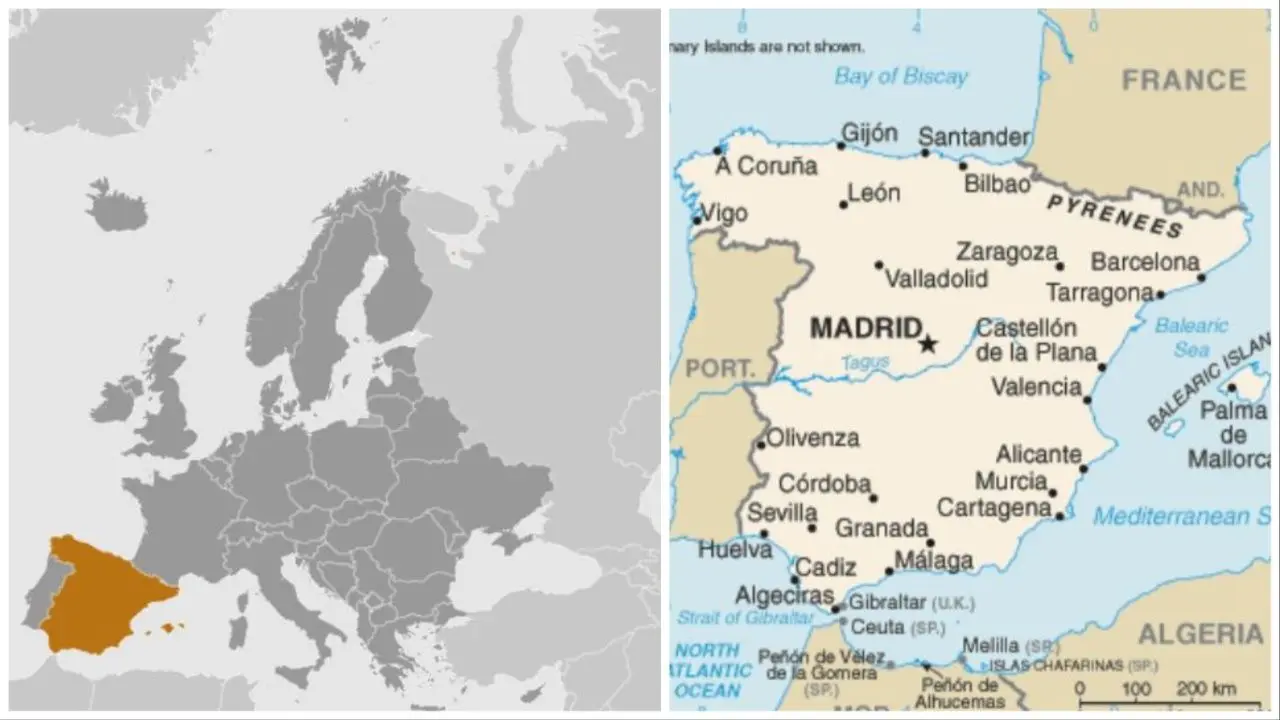 8
4
0
nary Islands are not shown.
Bay of Biscay
FRANCE
Gijón
Santander
A Coruña
Bilbao
AND.
León
PYRENEES
Vigo
Zaragoza
Barcelona
Valladolid
Tarragona
MADRID
Castellón
de la Plana
Balearic
Sea
Tagus
PORT.
Valencia
BALEARIC ISLAN
Palma
de
Mallorca
Olivenza
Alicante
Córdoba
Murcia
Sevilla
Cartagena
Mediterranean S
Granada
Huelva
Cadiz
Málaga
Algeciras
Gibraltar (U.K.)
Strait of Gibraltar
Ceuta (SP.)
ALGERIA
NORTH
ATLANTIC
OCEAN
Melilla (SP.)
Peñón de Vélez
de la Gomera
(SP.)
ISLAS CHAFARINAS (SP.)
Peñón de
Alhucemas
0 100 200 km